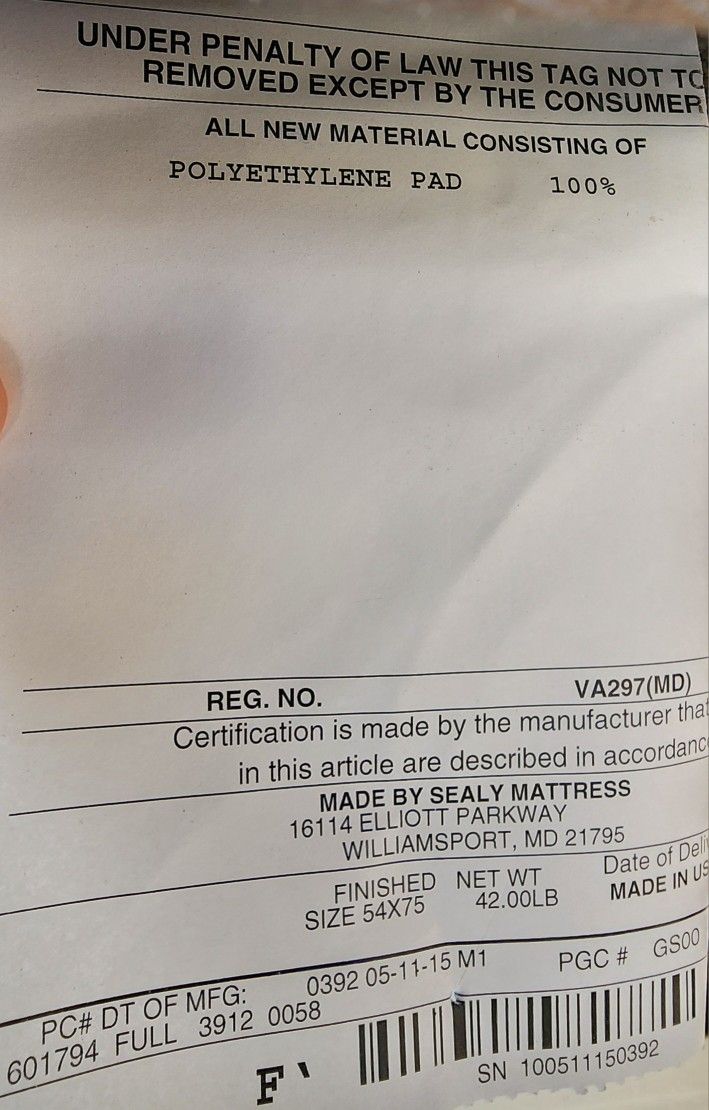 UNDER PENALTY OF LAW THIS TAG NOT TO
REMOVED EXCEPT BY THE CONSUMER
ALL NEW MATERIAL CONSISTING OF
POLYETHYLENE PAD 100%
REG. NO. VA297(MD)
Certification is made by the manufacturer that
in this article are described in accordanc
MADE BY SEALY MATTRESS
16114 ELLIOTT PARKWAY
WILLIAMSPORT, MD 21795
FINISHED NET WT Date of Deli
SIZE 54X75 42.00LB MADE IN US
PC# DT OF MFG: 0392 05-11-15 M1 PGC # GS00
601794 FULL 3912 0058
F`
SN 100511150392